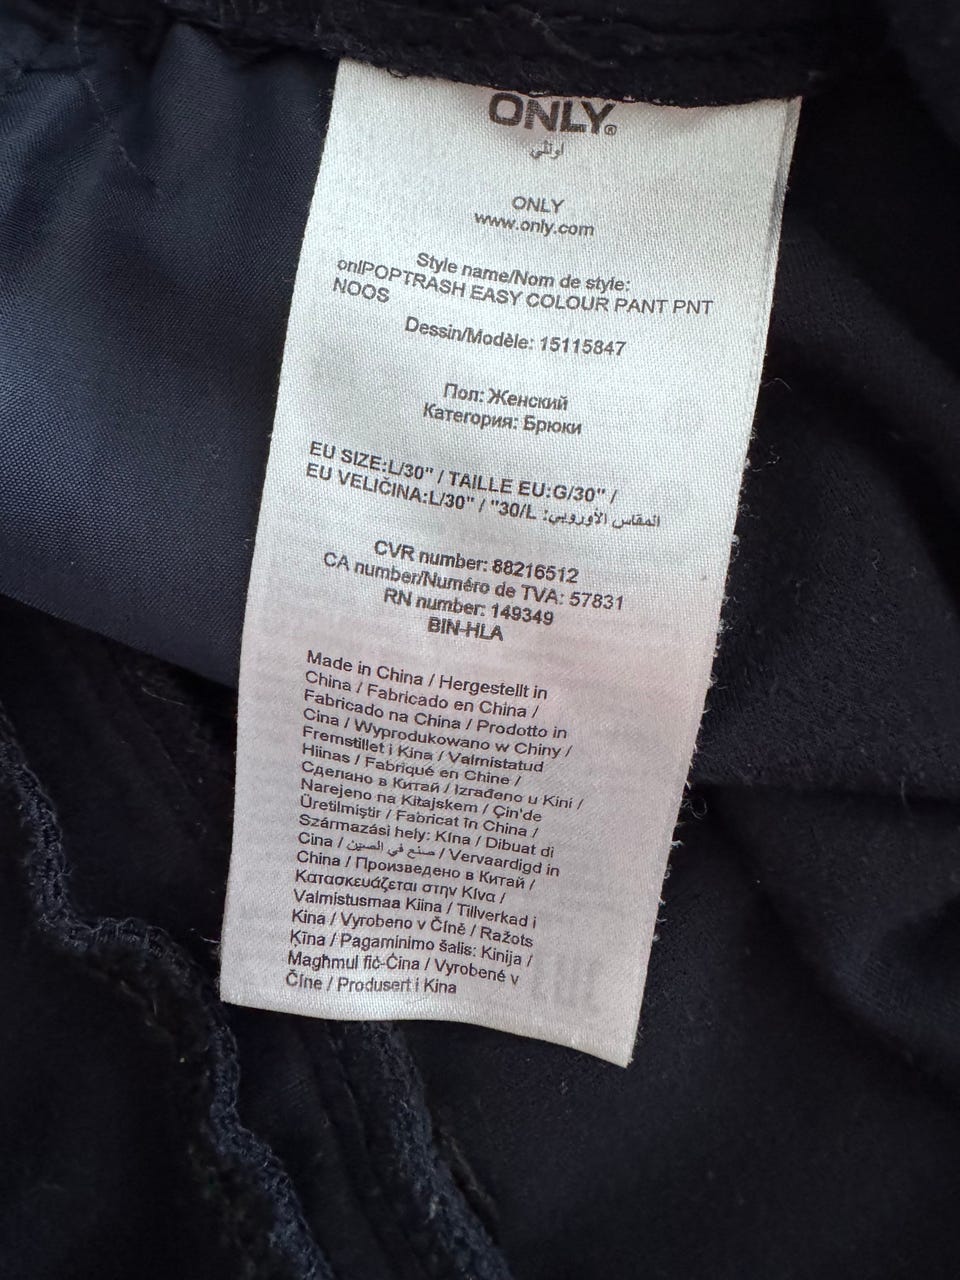 ONLY®
اونلي
ONLY
www.only.com
Style name/Nom de style:
onlPOPTRASH EASY COLOUR PANT PNT
NOOS
Dessin/Modèle: 15115847
Пол: Женский
Категория: Брюки
EU SIZE:L/30" / TAILLE EU:G/30" /
EU VELIČINA:L/30" / "30/L :المقاس الأوروبي
CVR number: 88216512
CA number/Numéro de TVA: 57831
RN number: 149349
BIN-HLA
Made in China / Hergestellt in
China / Fabricado en China /
Fabricado na China / Prodotto in
Cina / Wyprodukowano w Chiny /
Fremstillet i Kina / Valmistatud
Hiinas / Fabriqué en Chine /
Сделано в Китай / Izrađeno u Kini /
Narejeno na Kitajskem / Çin'de
Üretilmiştir / Fabricat în China /
Származási hely: Kína / Dibuat di
Cina / صنع في الصين / Vervaardigd in
China / Произведено в Китай /
Κατασκευάζεται στην Κίνα /
Valmistusmaa Kiina / Tillverkad i
Kina / Vyrobeno v Číně / Ražots
Ķīna / Pagaminimo šalis: Kinija /
Magħmul fiċ-Ċina / Vyrobené v
Číne / Produsert i Kina